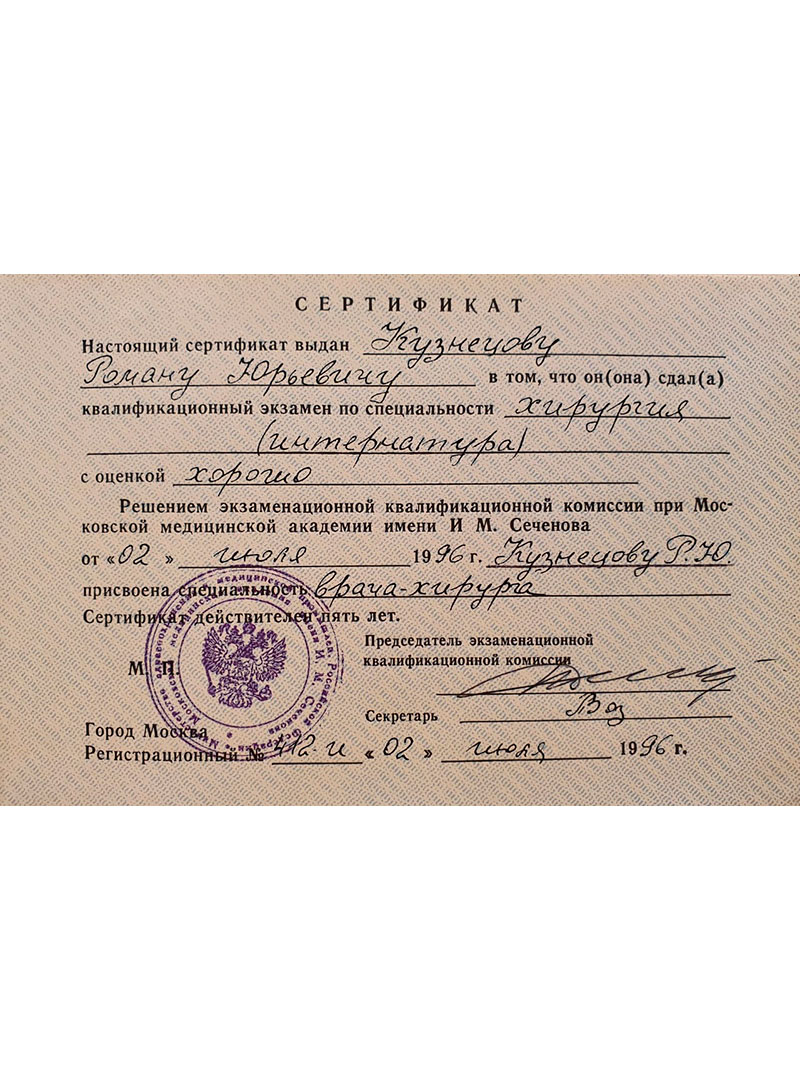 СЕРТИФИКАТ
Настоящий сертификат выдан Кузнецову
Роману Юрьевичу в том, что он(она) сдал(а)
квалификационный экзамен по специальности хирургия
(интернатура)
с оценкой хорошо
Решением экзаменационной квалификационной комиссии при Мос-
ковской медицинской академии имени И М. Сеченова
от «02» июля 1996 г. Кузнецову Р.Ю.
присвоена специальность врача-хирурга
Сертификат действителен пять лет.
Председатель экзаменационной
квалификационной комиссии
М. П.
Секретарь
Город Москва
Регистрационный № 412-и «02» июля 1996 г.